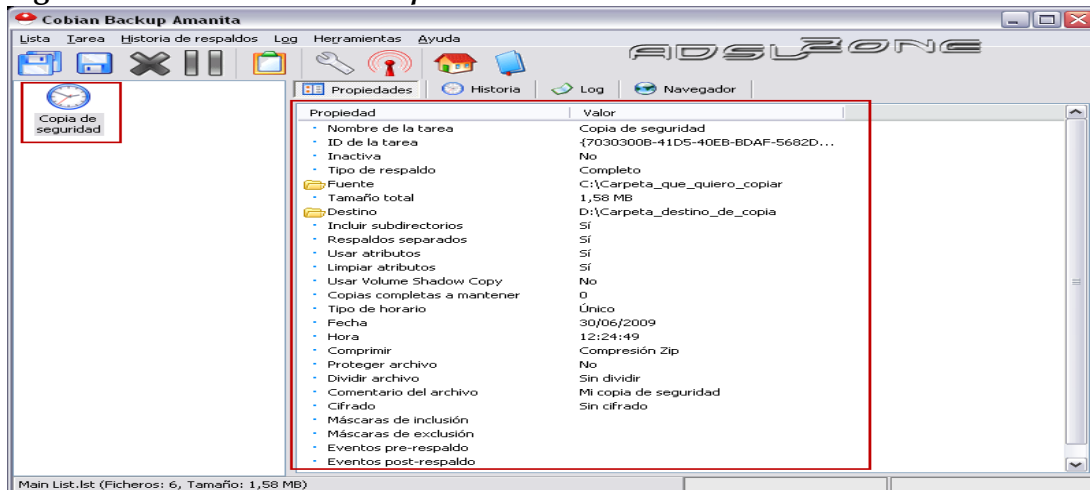 Cobian Backup Amanita
Lista Tarea Historia de respaldos Log Herramientas Ayuda
ADSLZONE
Propiedades Historia Log Navegador
Copia de
seguridad
Propiedad Valor
Nombre de la tarea Copia de seguridad
ID de la tarea {7030300B-41D5-40EB-BDAF-5682D...
Inactiva No
Tipo de respaldo Completo
Fuente C:\Carpeta_que_quiero_copiar
Tamaño total 1,58 MB
Destino D:\Carpeta_destino_de_copia
Incluir subdirectorios Sí
Respaldos separados Sí
Usar atributos Sí
Limpiar atributos Sí
Usar Volume Shadow Copy No
Copias completas a mantener 0
Tipo de horario Único
Fecha 30/06/2009
Hora 12:24:49
Comprimir Compresión Zip
Proteger archivo No
Dividir archivo Sin dividir
Comentario del archivo Mi copia de seguridad
Cifrado Sin cifrado
Máscaras de inclusión
Máscaras de exclusión
Eventos pre-respaldo
Eventos post-respaldo
Main List.lst (Ficheros: 6, Tamaño: 1,58 MB)